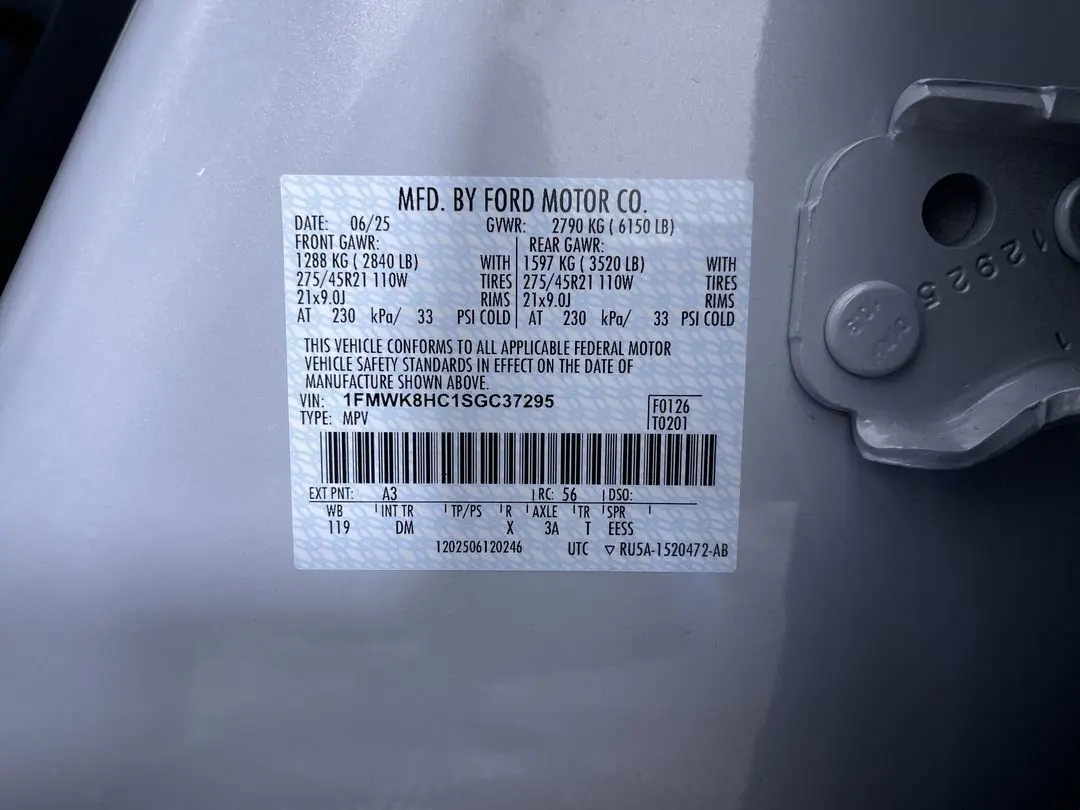 MFD. BY FORD MOTOR CO.
DATE: 06/25 GVWR: 2790 KG ( 6150 LB)
FRONT GAWR: REAR GAWR:
1288 KG ( 2840 LB) WITH 1597 KG ( 3520 LB) WITH
275/45R21 110W TIRES 275/45R21 110W TIRES
21x9.0J RIMS 21x9.0J RIMS
AT 230 kPa/ 33 PSI COLD AT 230 kPa/ 33 PSI COLD
THIS VEHICLE CONFORMS TO ALL APPLICABLE FEDERAL MOTOR
VEHICLE SAFETY STANDARDS IN EFFECT ON THE DATE OF
MANUFACTURE SHOWN ABOVE.
VIN: 1FMWK8HC1SGC37295 F0126
TYPE: MPV T0201
EXT PNT: A3 RC: 56 DSO:
WB INT TR TP/PS R AXLE TR SPR
119 DM X 3A T EESS
1202506120246 UTC ▽ RU5A-1520472-AB
12925
1